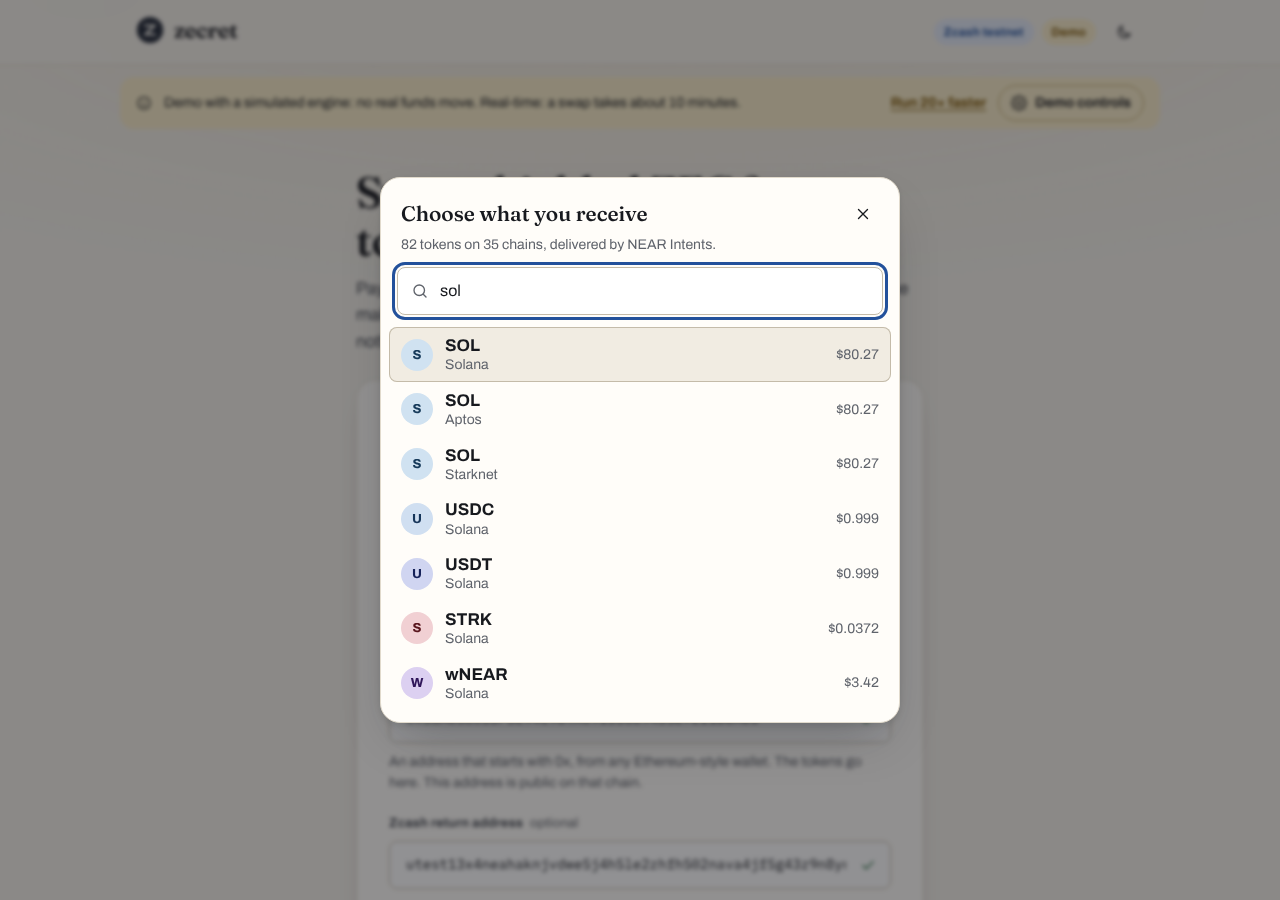 zecret
Zcash testnet
Demo
Demo with a simulated engine: no real funds move. Real-time: a swap takes about 10 minutes.
Run 20× faster
Demo controls
Choose what you receive
82 tokens on 35 chains, delivered by NEAR Intents.
sol
S
SOL
Solana
$80.27
S
SOL
Aptos
$80.27
S
SOL
Starknet
$80.27
U
USDC
Solana
$0.999
U
USDT
Solana
$0.999
S
STRK
Solana
$0.0372
W
wNEAR
Solana
$3.42
An address that starts with 0x, from any Ethereum-style wallet. The tokens go
here. This address is public on that chain.
Zcash return address optional